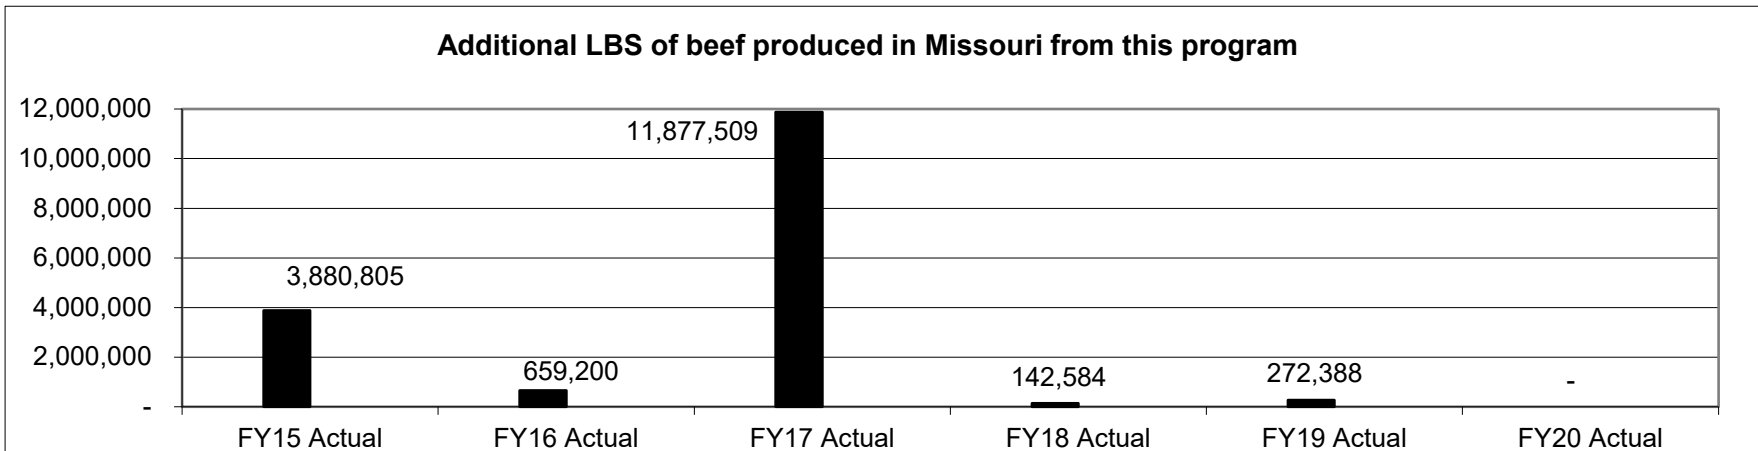 Additional LBS of beef produced in Missouri from this program
12,000,000
10,000,000
8,000,000
6,000,000
4,000,000
2,000,000
-
3,880,805
659,200
11,877,509
142,584
272,388
-
FY15 Actual
FY16 Actual
FY17 Actual
FY18 Actual
FY19 Actual
FY20 Actual